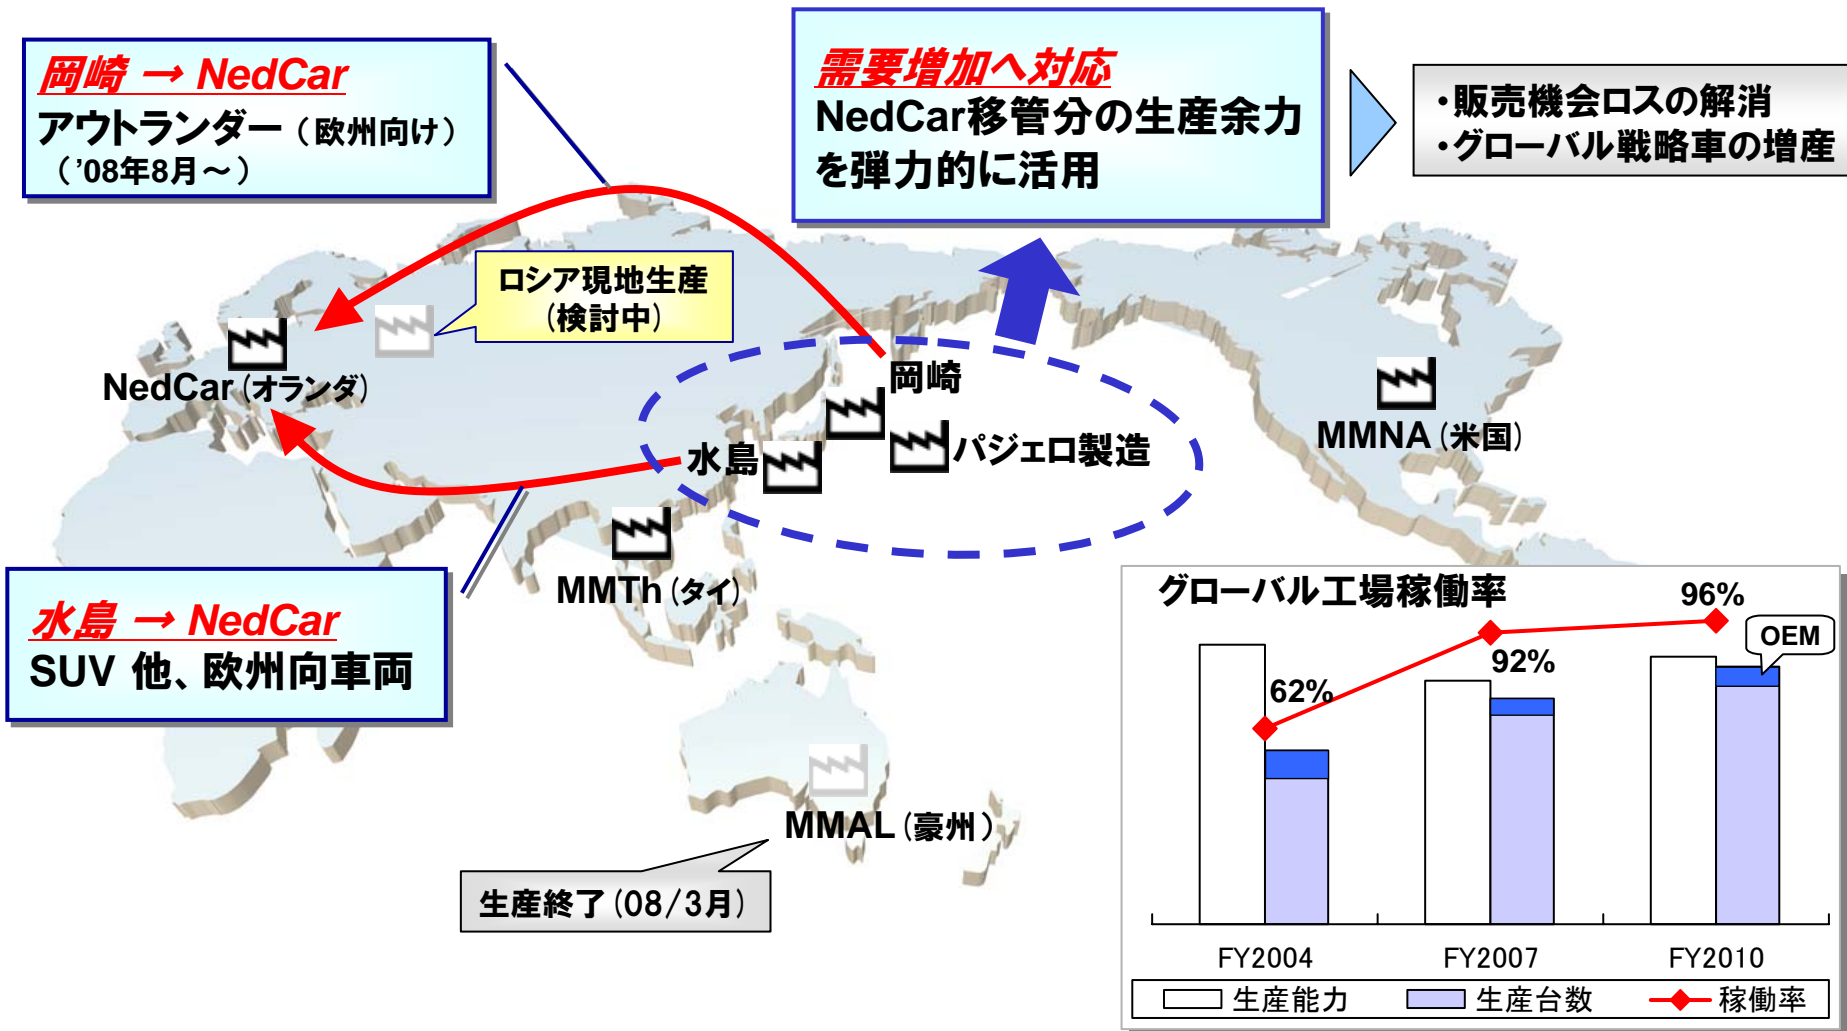 岡崎 → NedCar
アウトランダー（欧州向け）
（’08年8月～）
需要増加へ対応
NedCar移管分の生産余力
を弾力的に活用
・販売機会ロスの解消
・グローバル戦略車の増産
ロシア現地生産
（検討中）
NedCar（オランダ）
岡崎
水島
パジェロ製造
MMNA（米国）
MMTh（タイ）
水島 → NedCar
SUV 他、欧州向車両
MMAL（豪州）
生産終了（08/3月）
グローバル工場稼働率
96%
OEM
92%
62%
FY2004
FY2007
FY2010
生産能力
生産台数
稼働率